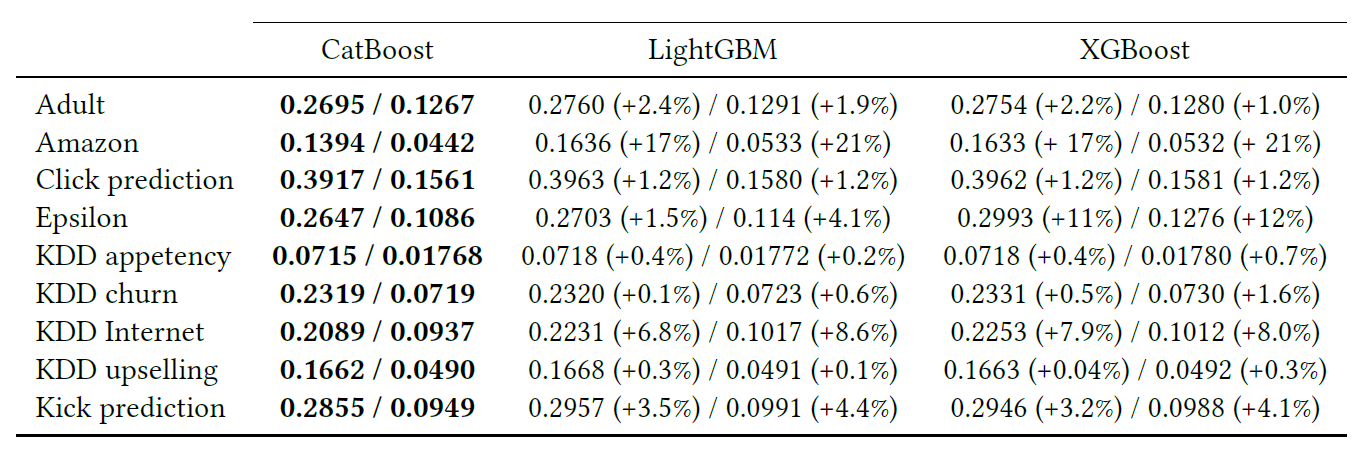 CatBoost LightGBM XGBoost
Adult 0.2695 / 0.1267 0.2760 (+2.4%) / 0.1291 (+1.9%) 0.2754 (+2.2%) / 0.1280 (+1.0%)
Amazon 0.1394 / 0.0442 0.1636 (+17%) / 0.0533 (+21%) 0.1633 (+ 17%) / 0.0532 (+ 21%)
Click prediction 0.3917 / 0.1561 0.3963 (+1.2%) / 0.1580 (+1.2%) 0.3962 (+1.2%) / 0.1581 (+1.2%)
Epsilon 0.2647 / 0.1086 0.2703 (+1.5%) / 0.114 (+4.1%) 0.2993 (+11%) / 0.1276 (+12%)
KDD appetency 0.0715 / 0.01768 0.0718 (+0.4%) / 0.01772 (+0.2%) 0.0718 (+0.4%) / 0.01780 (+0.7%)
KDD churn 0.2319 / 0.0719 0.2320 (+0.1%) / 0.0723 (+0.6%) 0.2331 (+0.5%) / 0.0730 (+1.6%)
KDD Internet 0.2089 / 0.0937 0.2231 (+6.8%) / 0.1017 (+8.6%) 0.2253 (+7.9%) / 0.1012 (+8.0%)
KDD upselling 0.1662 / 0.0490 0.1668 (+0.3%) / 0.0491 (+0.1%) 0.1663 (+0.04%) / 0.0492 (+0.3%)
Kick prediction 0.2855 / 0.0949 0.2957 (+3.5%) / 0.0991 (+4.4%) 0.2946 (+3.2%) / 0.0988 (+4.1%)